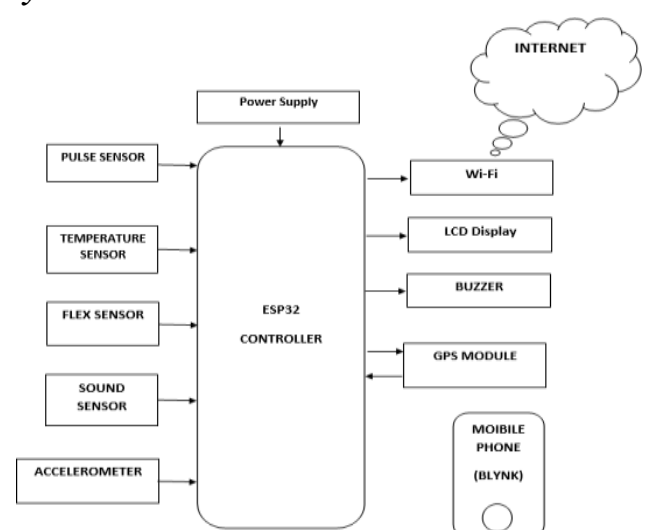 INTERNET
Power Supply
PULSE SENSOR
Wi-Fi
TEMPERATURE
SENSOR
LCD Display
FLEX SENSOR
BUZZER
ESP32
CONTROLLER
GPS MODULE
SOUND
SENSOR
ACCELEROMETER
MOIBILE
PHONE
(BLYNK)